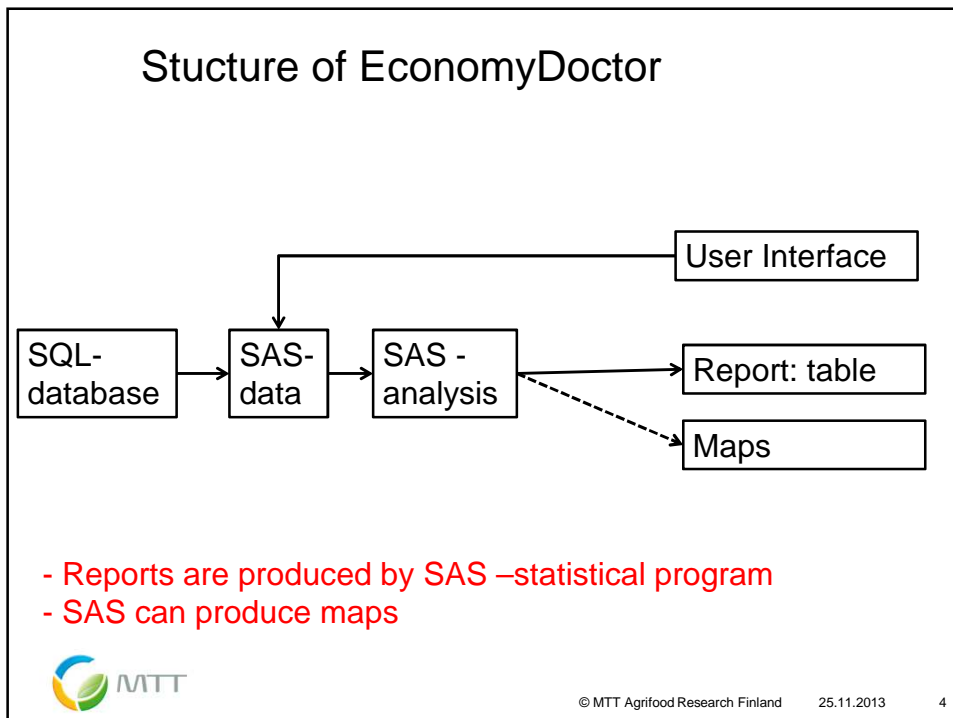 Stucture of EconomyDoctor
User Interface
SQL-
database
SAS-
data
SAS -
analysis
Report: table
Maps
- Reports are produced by SAS –statistical program
- SAS can produce maps
MTT
© MTT Agrifood Research Finland 25.11.2013 4